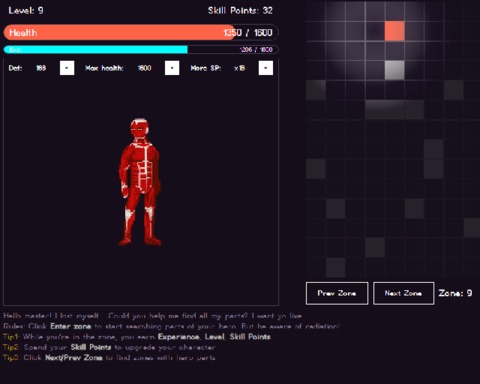 Level: 9
Skill Points: 32
Health 1350 / 1600
1206 / 1800
Def: 168 Max health: 1600 More SP: x18
Prev Zone Next Zone Zone: 9
Hello master! I lost myself... Could you help me find all my parts? I want to live
Rules: Click Enter zone to start searching parts of your hero. But be aware of radiation!
Tip1: While you're in the zone, you earn Experience, Level, Skill Points
Tip2: Spend your Skill Points to upgrade your character
Tip3: Click Next/Prev Zone to find zones with hero parts